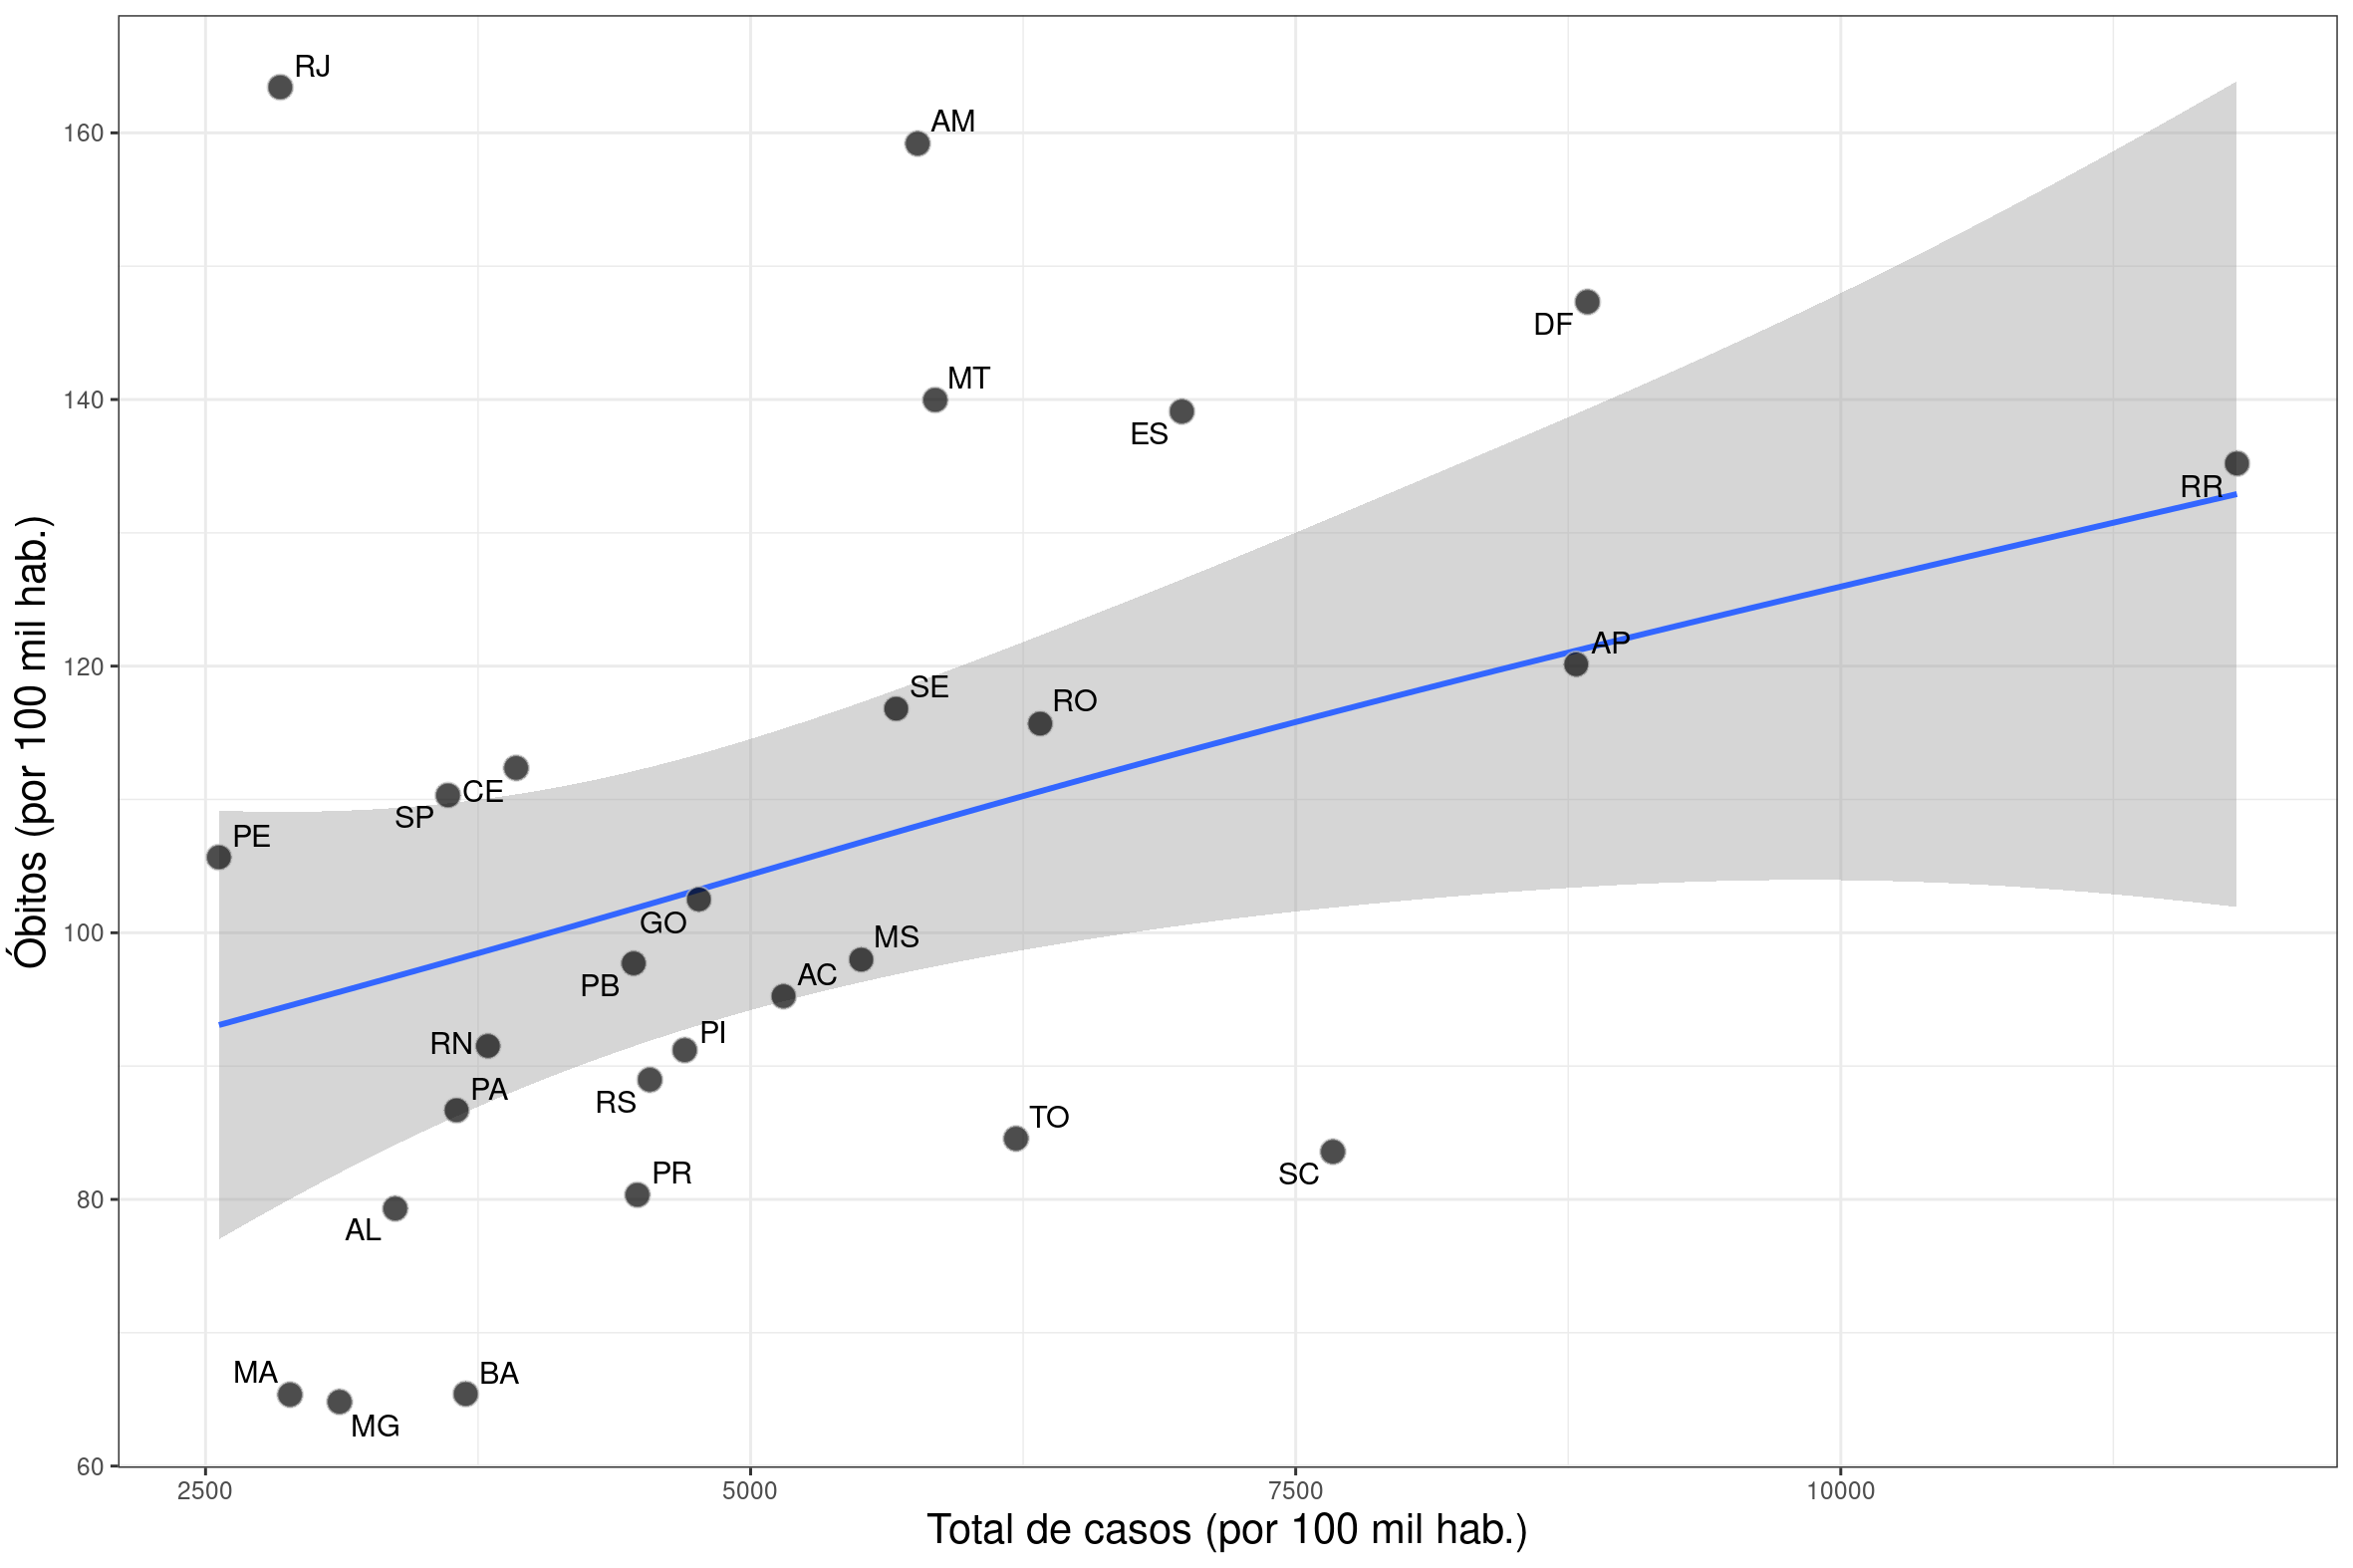 RJ
AM
160
DF
MT
140
ES
RR
AP
120
SE
RO
CE
SP
PE
GO
100
MS
PB
AC
RN
PI
PA
RS
TO
PR
SC
80
AL
MA
BA
MG
60
2500
5000
7500
10000
Óbitos (por 100 mil hab.)
Total de casos (por 100 mil hab.)